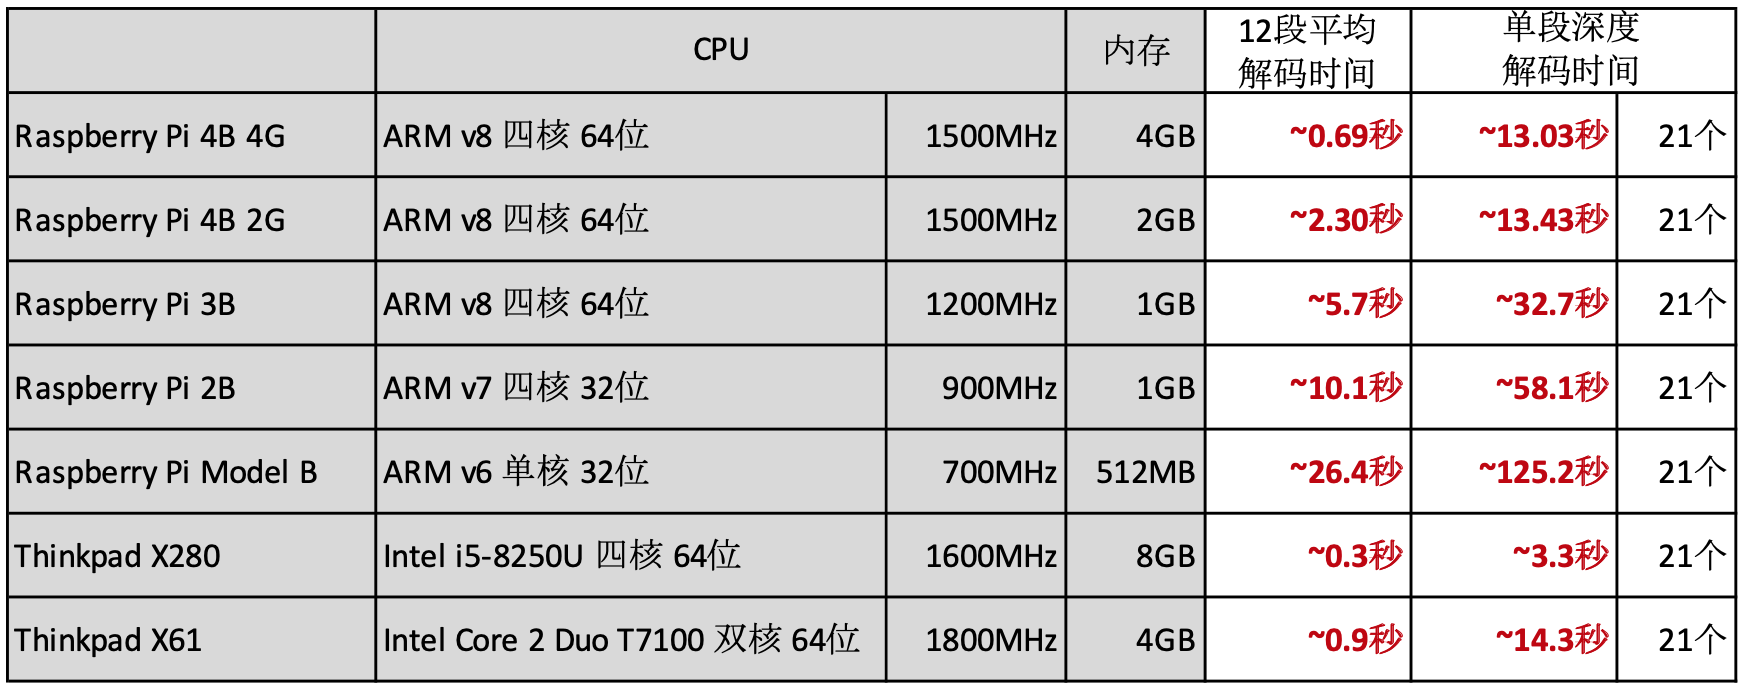 CPU 内存 12段平均解码时间 单段深度解码时间
Raspberry Pi 4B 4G ARM v8 四核 64位 1500MHz 4GB ~0.69秒 ~13.03秒 21个
Raspberry Pi 4B 2G ARM v8 四核 64位 1500MHz 2GB ~2.30秒 ~13.43秒 21个
Raspberry Pi 3B ARM v8 四核 64位 1200MHz 1GB ~5.7秒 ~32.7秒 21个
Raspberry Pi 2B ARM v7 四核 32位 900MHz 1GB ~10.1秒 ~58.1秒 21个
Raspberry Pi Model B ARM v6 单核 32位 700MHz 512MB ~26.4秒 ~125.2秒 21个
Thinkpad X280 Intel i5-8250U 四核 64位 1600MHz 8GB ~0.3秒 ~3.3秒 21个
Thinkpad X61 Intel Core 2 Duo T7100 双核 64位 1800MHz 4GB ~0.9秒 ~14.3秒 21个